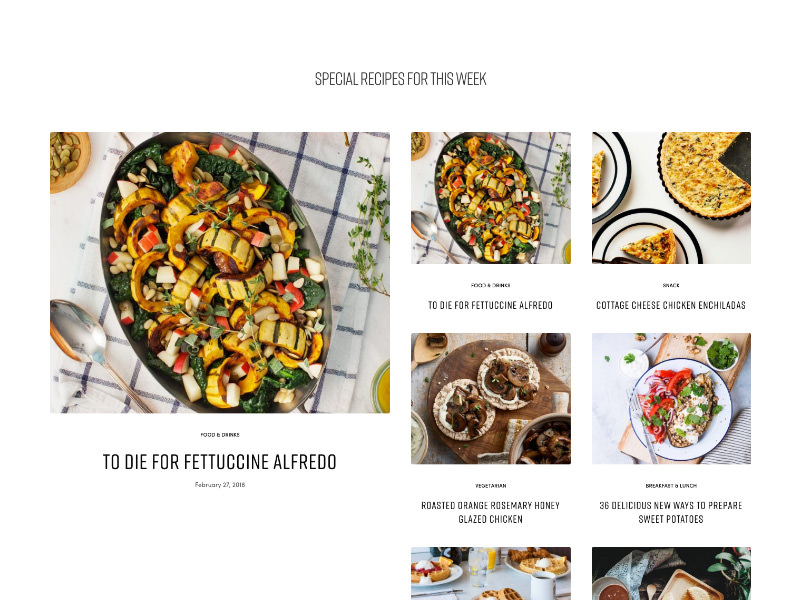 SPECIAL RECIPES FOR THIS WEEK
FOOD & DRINKS
TO DIE FOR FETTUCCINE ALFREDO
February 27, 2018
FOOD & DRINKS
TO DIE FOR FETTUCCINE ALFREDO
SNACK
COTTAGE CHEESE CHICKEN ENCHILADAS
VEGETARIAN
ROASTED ORANGE ROSEMARY HONEY
GLAZED CHICKEN
BREAKFAST & LUNCH
36 DELICIOUS NEW WAYS TO PREPARE
SWEET POTATOES